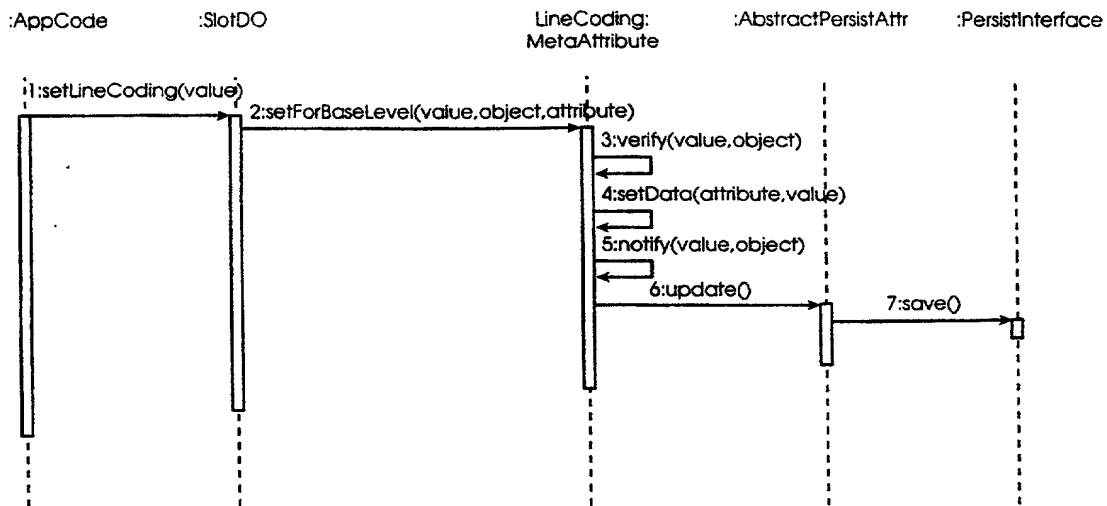 :AppCode
:SlotDO
LineCoding:
MetaAttribute
:AbstractPersistAttr
:PersistInterface
1:setLineCoding(value)
2:setForBaseLevel(value,object,attribute)
3:verify(value,object)
4:setData(attribute,value)
5:notify(value,object)
6:update()
7:save()